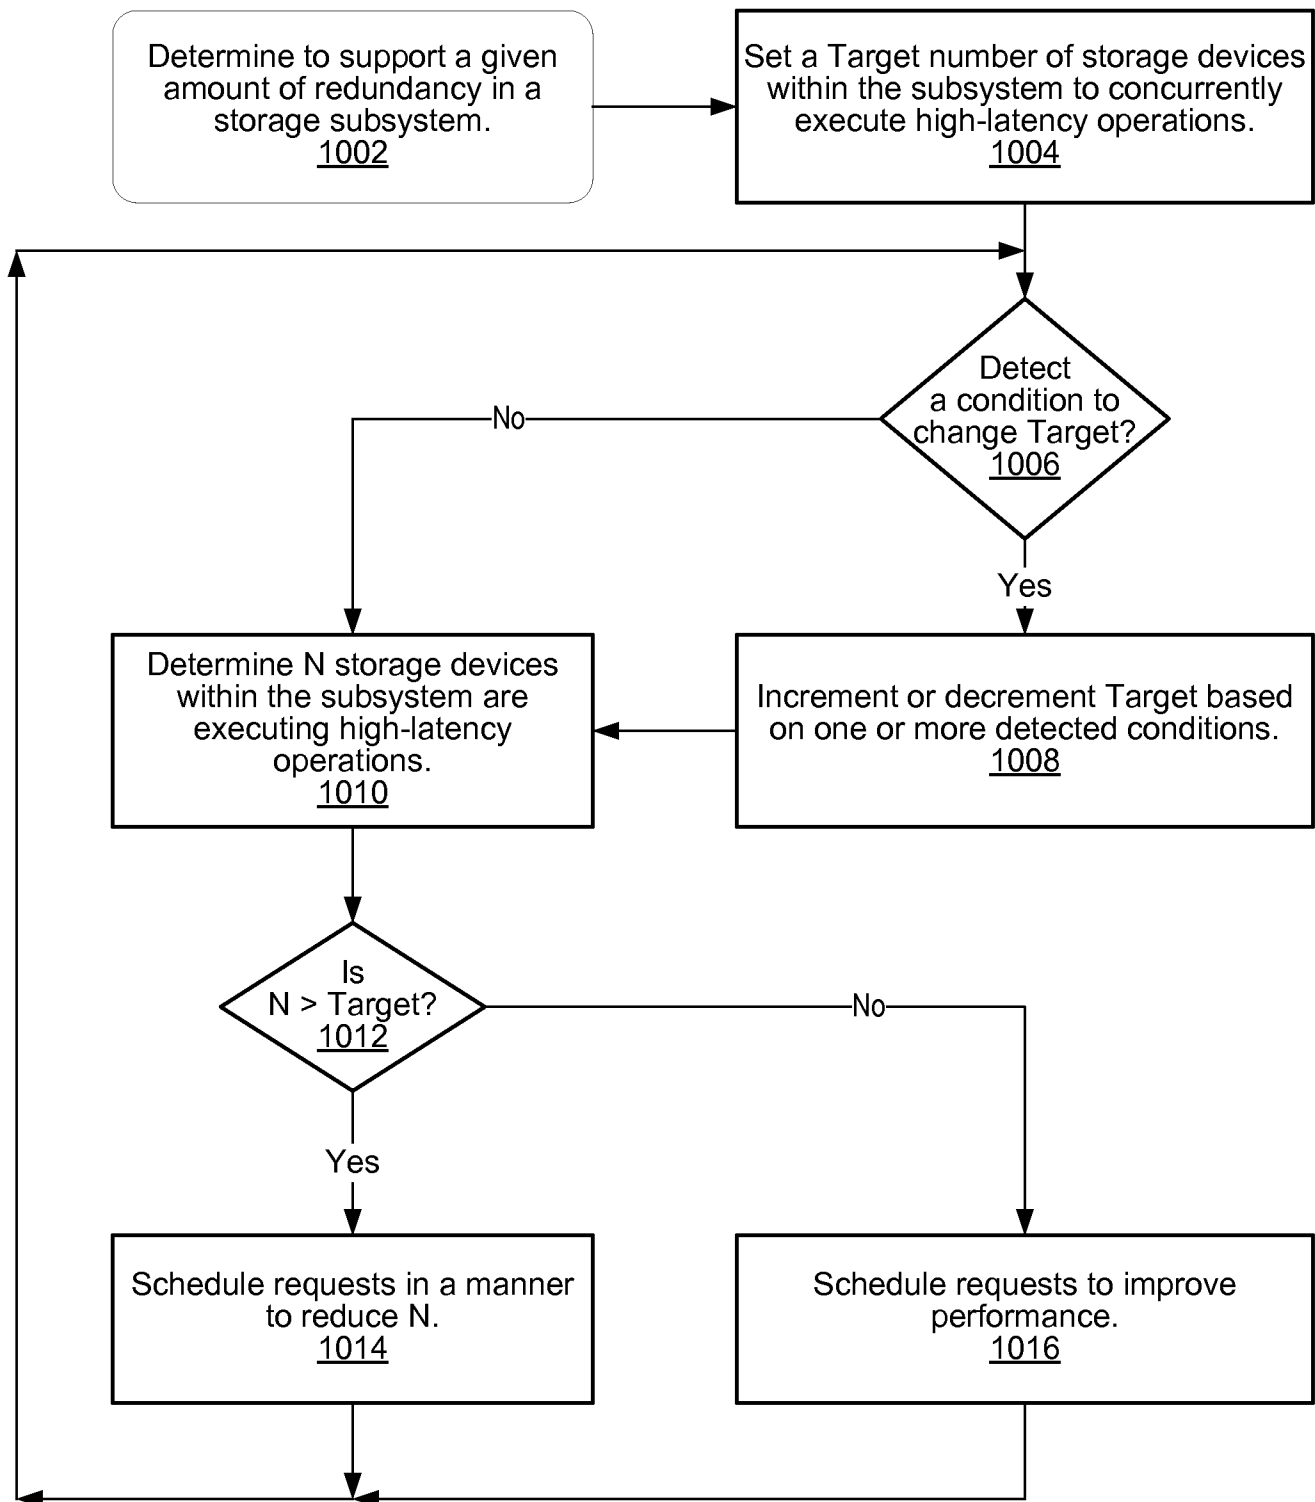 Determine to support a given
amount of redundancy in a
storage subsystem.
1002
Set a Target number of storage devices
within the subsystem to concurrently
execute high-latency operations.
1004
Detect
a condition to
change Target?
1006
No
Yes
Determine N storage devices
within the subsystem are
executing high-latency
operations.
1010
Increment or decrement Target based
on one or more detected conditions.
1008
Is
N > Target?
1012
No
Yes
Schedule requests in a manner
to reduce N.
1014
Schedule requests to improve
performance.
1016